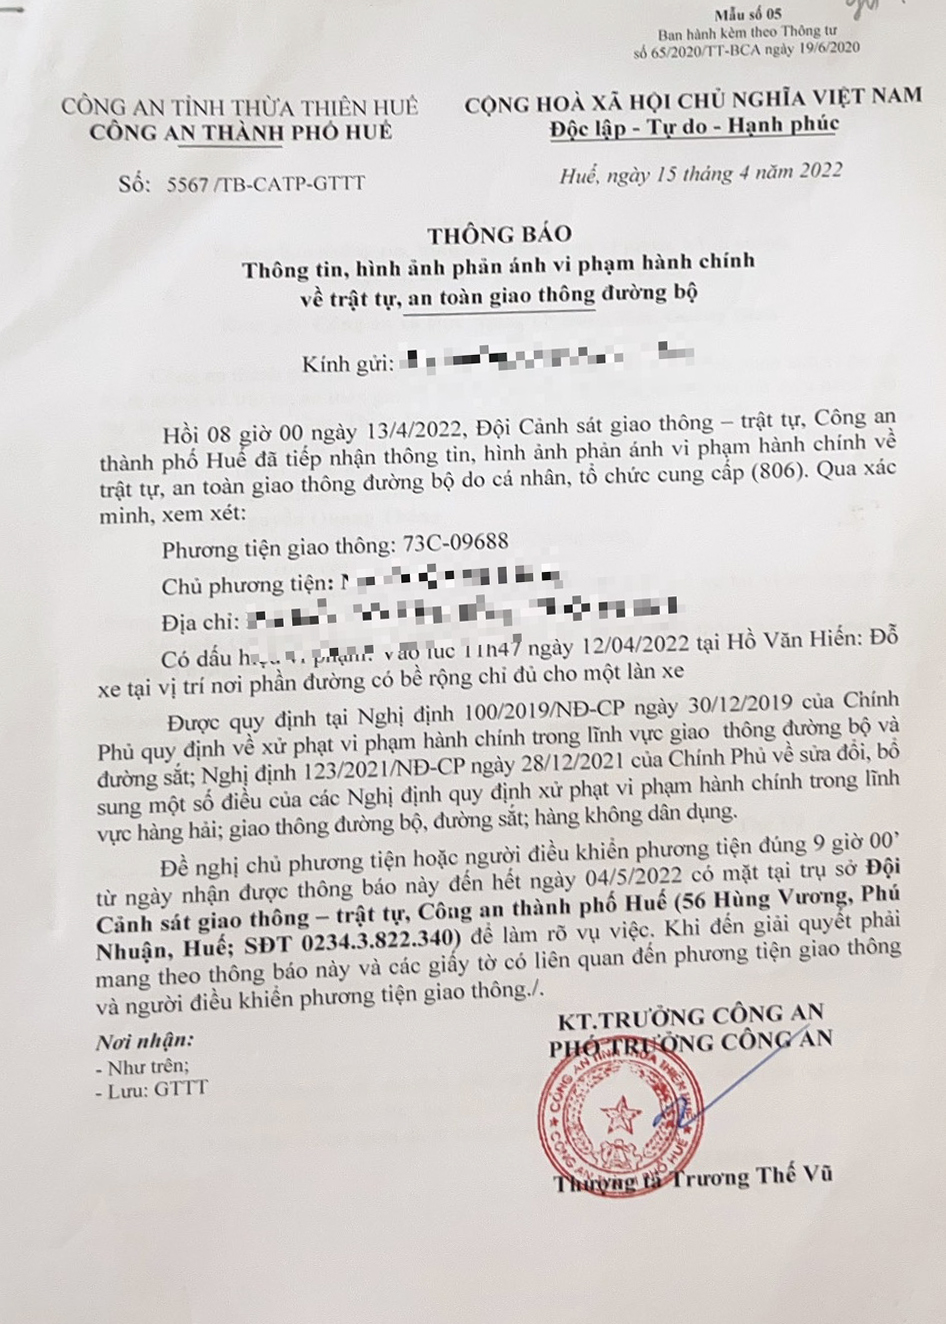 Mẫu số 05
Ban hành kèm theo Thông tư
số 65/2020/TT-BCA ngày 19/6/2020
CÔNG AN TỈNH THỪA THIÊN HUẾ
CÔNG AN THÀNH PHỐ HUẾ
CỘNG HOÀ XÃ HỘI CHỦ NGHĨA VIỆT NAM
Độc lập - Tự do - Hạnh phúc
Số: 5567 /TB-CATP-GTTT
Huế, ngày 15 tháng 4 năm 2022
THÔNG BÁO
Thông tin, hình ảnh phản ánh vi phạm hành chính
về trật tự, an toàn giao thông đường bộ
Kính gửi:
Hồi 08 giờ 00 ngày 13/4/2022, Đội Cảnh sát giao thông – trật tự, Công an
thành phố Huế đã tiếp nhận thông tin, hình ảnh phản ánh vi phạm hành chính về
trật tự, an toàn giao thông đường bộ do cá nhân, tổ chức cung cấp (806). Qua xác
minh, xem xét:
Phương tiện giao thông: 73C-09688
Chủ phương tiện:
Địa chỉ:
Có dấu vào lúc 11h47 ngày 12/04/2022 tại Hồ Văn Hiến: Đỗ
xe tại vị trí nơi phần đường có bề rộng chỉ đủ cho một làn xe
Được quy định tại Nghị định 100/2019/NĐ-CP ngày 30/12/2019 của Chính
Phủ quy định về xử phạt vi phạm hành chính trong lĩnh vực giao thông đường bộ và
đường sắt; Nghị định 123/2021/NĐ-CP ngày 28/12/2021 của Chính Phủ về sửa đổi, bổ
sung một số điều của các Nghị định quy định xử phạt vi phạm hành chính trong lĩnh
vực hàng hải; giao thông đường bộ, đường sắt; hàng không dân dụng.
Đề nghị chủ phương tiện hoặc người điều khiển phương tiện đúng 9 giờ 00’
từ ngày nhận được thông báo này đến hết ngày 04/5/2022 có mặt tại trụ sở Đội
Cảnh sát giao thông – trật tự, Công an thành phố Huế (56 Hùng Vương, Phú
Nhuận, Huế; SĐT 0234.3.822.340) để làm rõ vụ việc. Khi đến giải quyết phải
mang theo thông báo này và các giấy tờ có liên quan đến phương tiện giao thông
và người điều khiển phương tiện giao thông./.
Nơi nhận:
- Như trên;
- Lưu: GTTT
KT.TRƯỞNG CÔNG AN
PHÓ TRƯỞNG CÔNG AN
CÔNG AN TỈNH THỪA THIÊN HUẾ
CÔNG AN THÀNH PHỐ HUẾ
Thượng tá Trương Thế Vũ